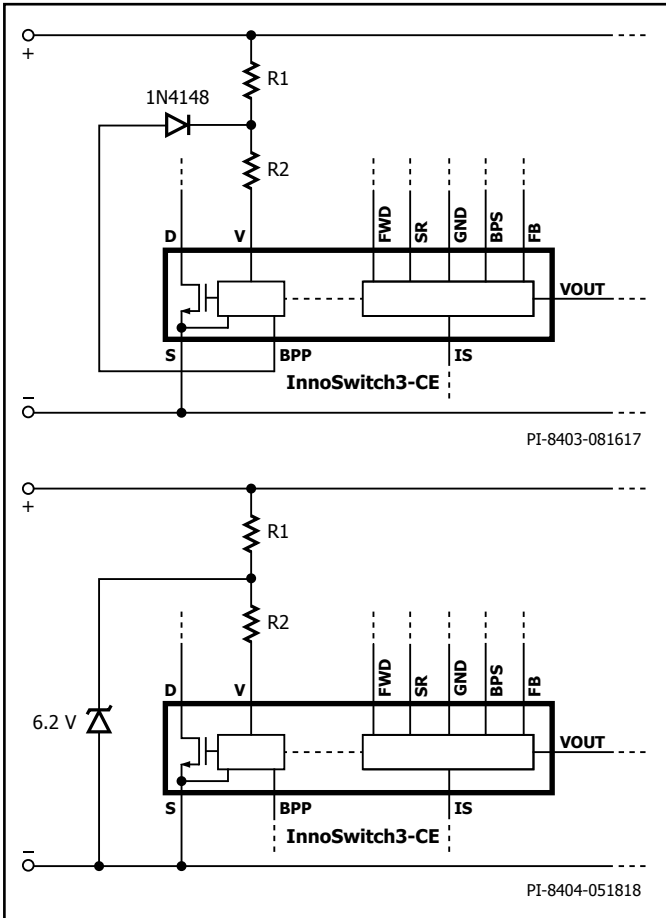 +
R1
1N4148
R2
D
V
FWD
SR
GND
BPS
FB
VOUT
S
BPP
IS
InnoSwitch3-CE
–
PI-8403-081617
+
R1
R2
D
V
FWD
SR
GND
BPS
FB
6.2 V
VOUT
S
BPP
IS
InnoSwitch3-CE
–
PI-8404-051818